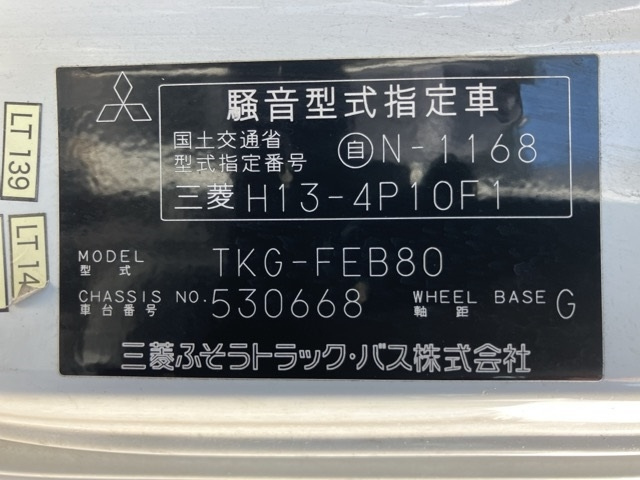 騒音型式指定車
国土交通省
型式指定番号 自N-1168
三菱 H13-4P10F1
MODEL
型式 TKG-FEB80
CHASSIS NO. 530668 WHEEL BASE G
車台番号 軸距
三菱ふそうトラック・バス株式会社
LT 139
LT 14